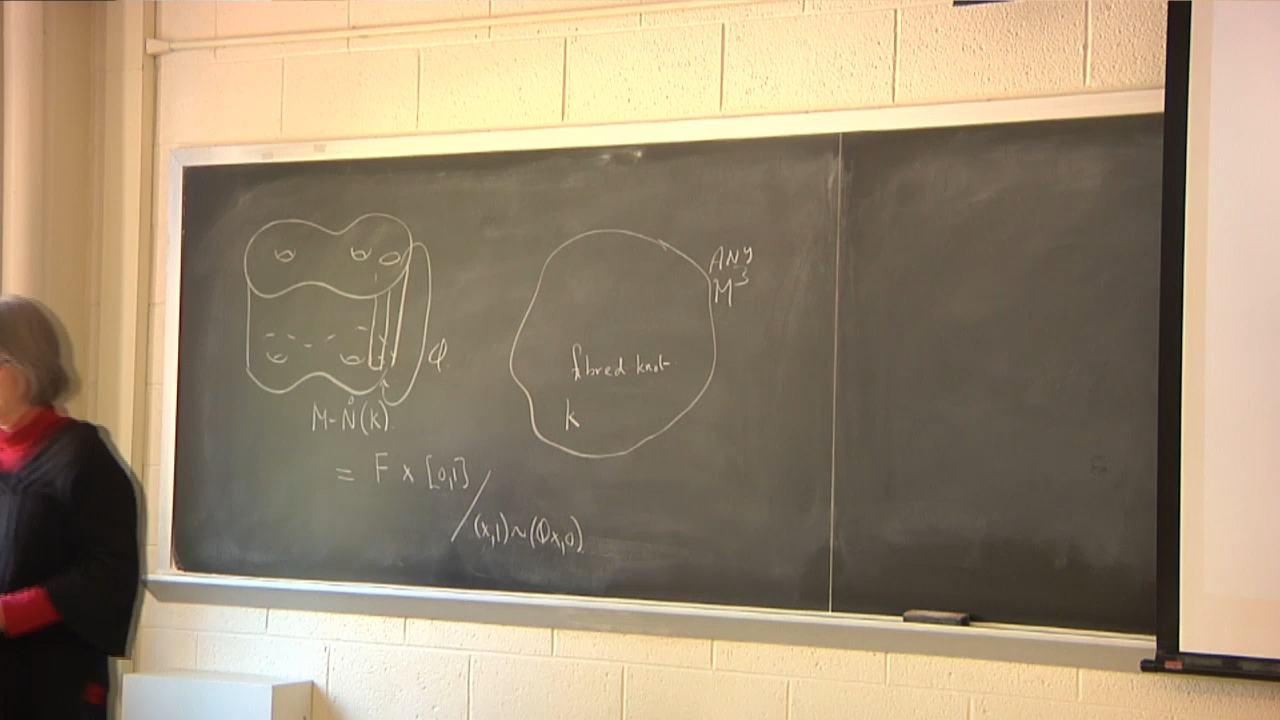 φ
M-N̊(K)
= F × [0,1]
/(x,1)~(φx,0)
ANY
M³
fibred knot
K